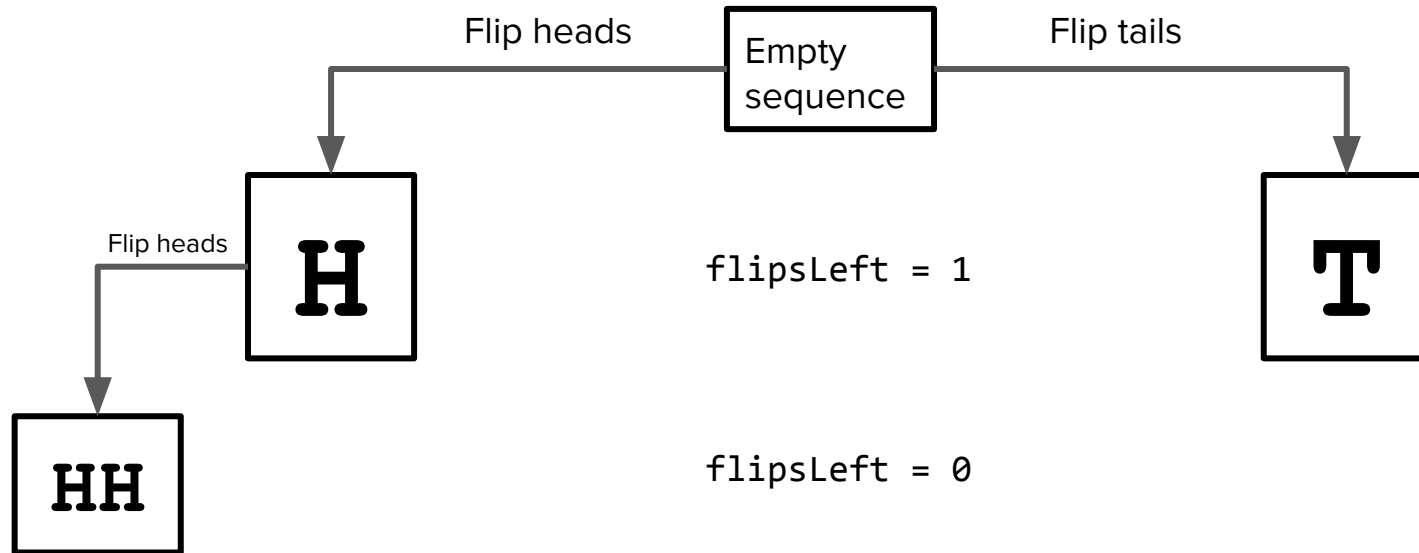 Flip heads
Empty
sequence
Flip tails
Flip heads
H
flipsLeft = 1
T
HH
flipsLeft = 0